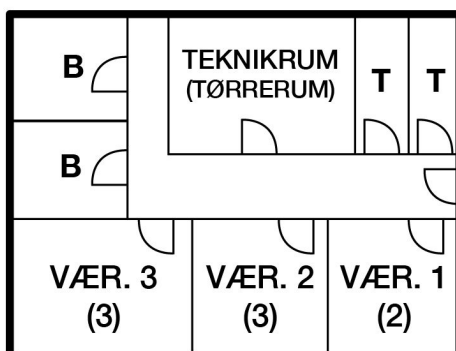 B
TEKNIKRUM
(TØRRERUM)
T
T
B
VÆR. 3
(3)
VÆR. 2
(3)
VÆR. 1
(2)